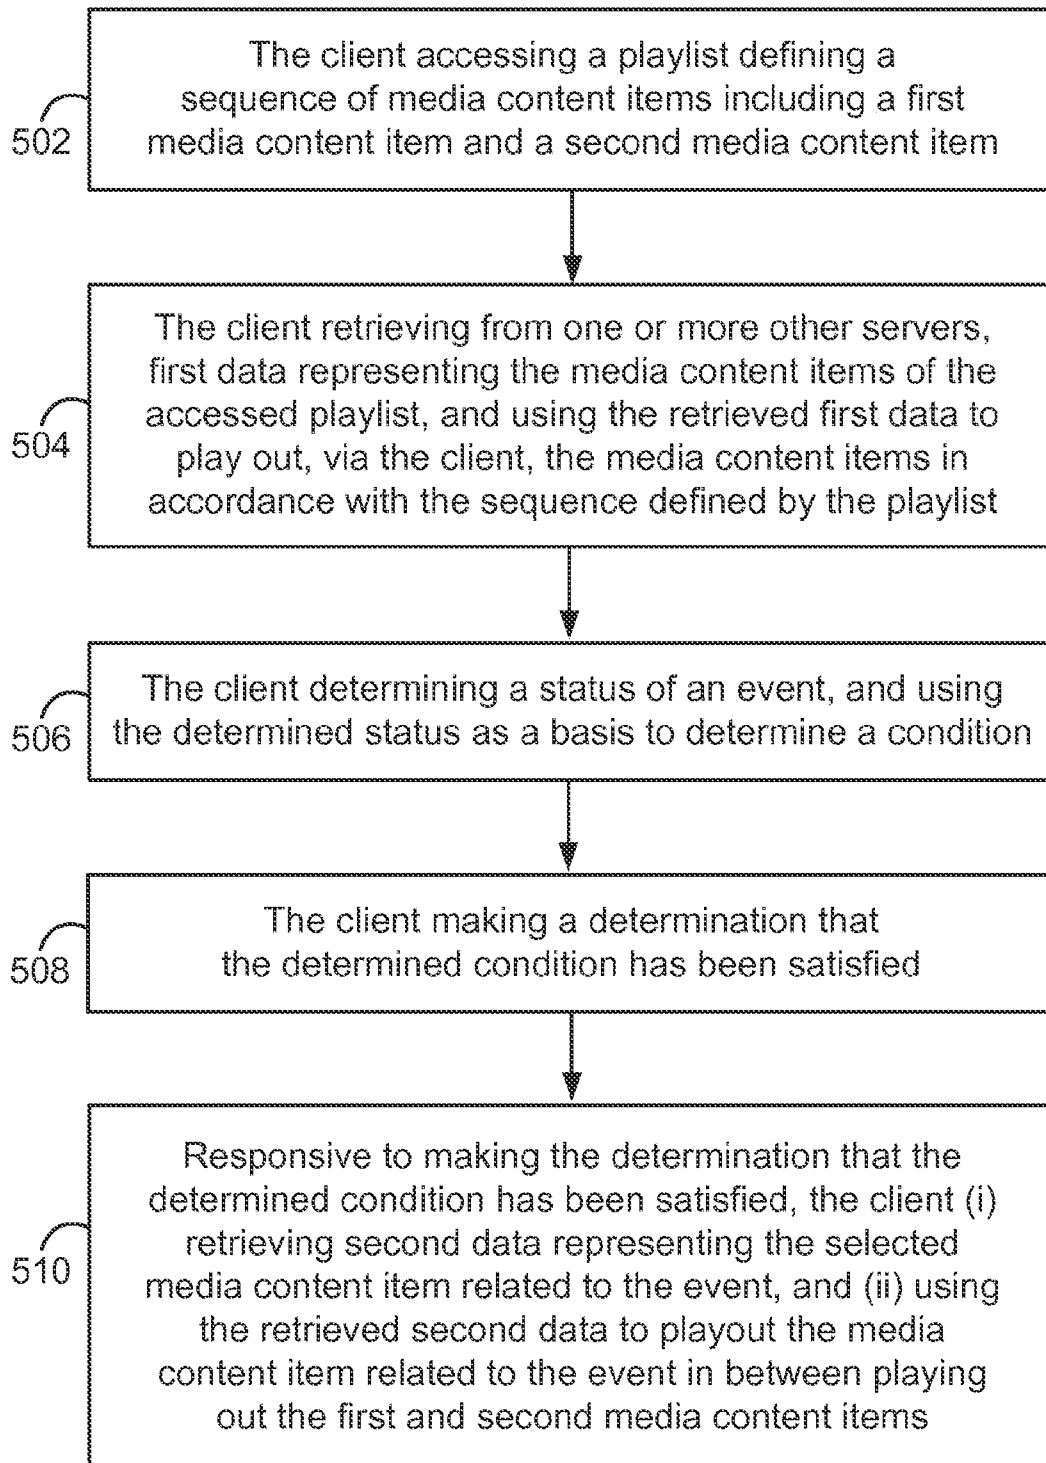 The client accessing a playlist defining a
sequence of media content items including a first
media content item and a second media content item
502
The client retrieving from one or more other servers,
first data representing the media content items of the
accessed playlist, and using the retrieved first data to
play out, via the client, the media content items in
accordance with the sequence defined by the playlist
504
The client determining a status of an event, and using
the determined status as a basis to determine a condition
506
The client making a determination that
the determined condition has been satisfied
508
Responsive to making the determination that the
determined condition has been satisfied, the client (i)
retrieving second data representing the selected
media content item related to the event, and (ii) using
the retrieved second data to playout the media
content item related to the event in between playing
out the first and second media content items
510